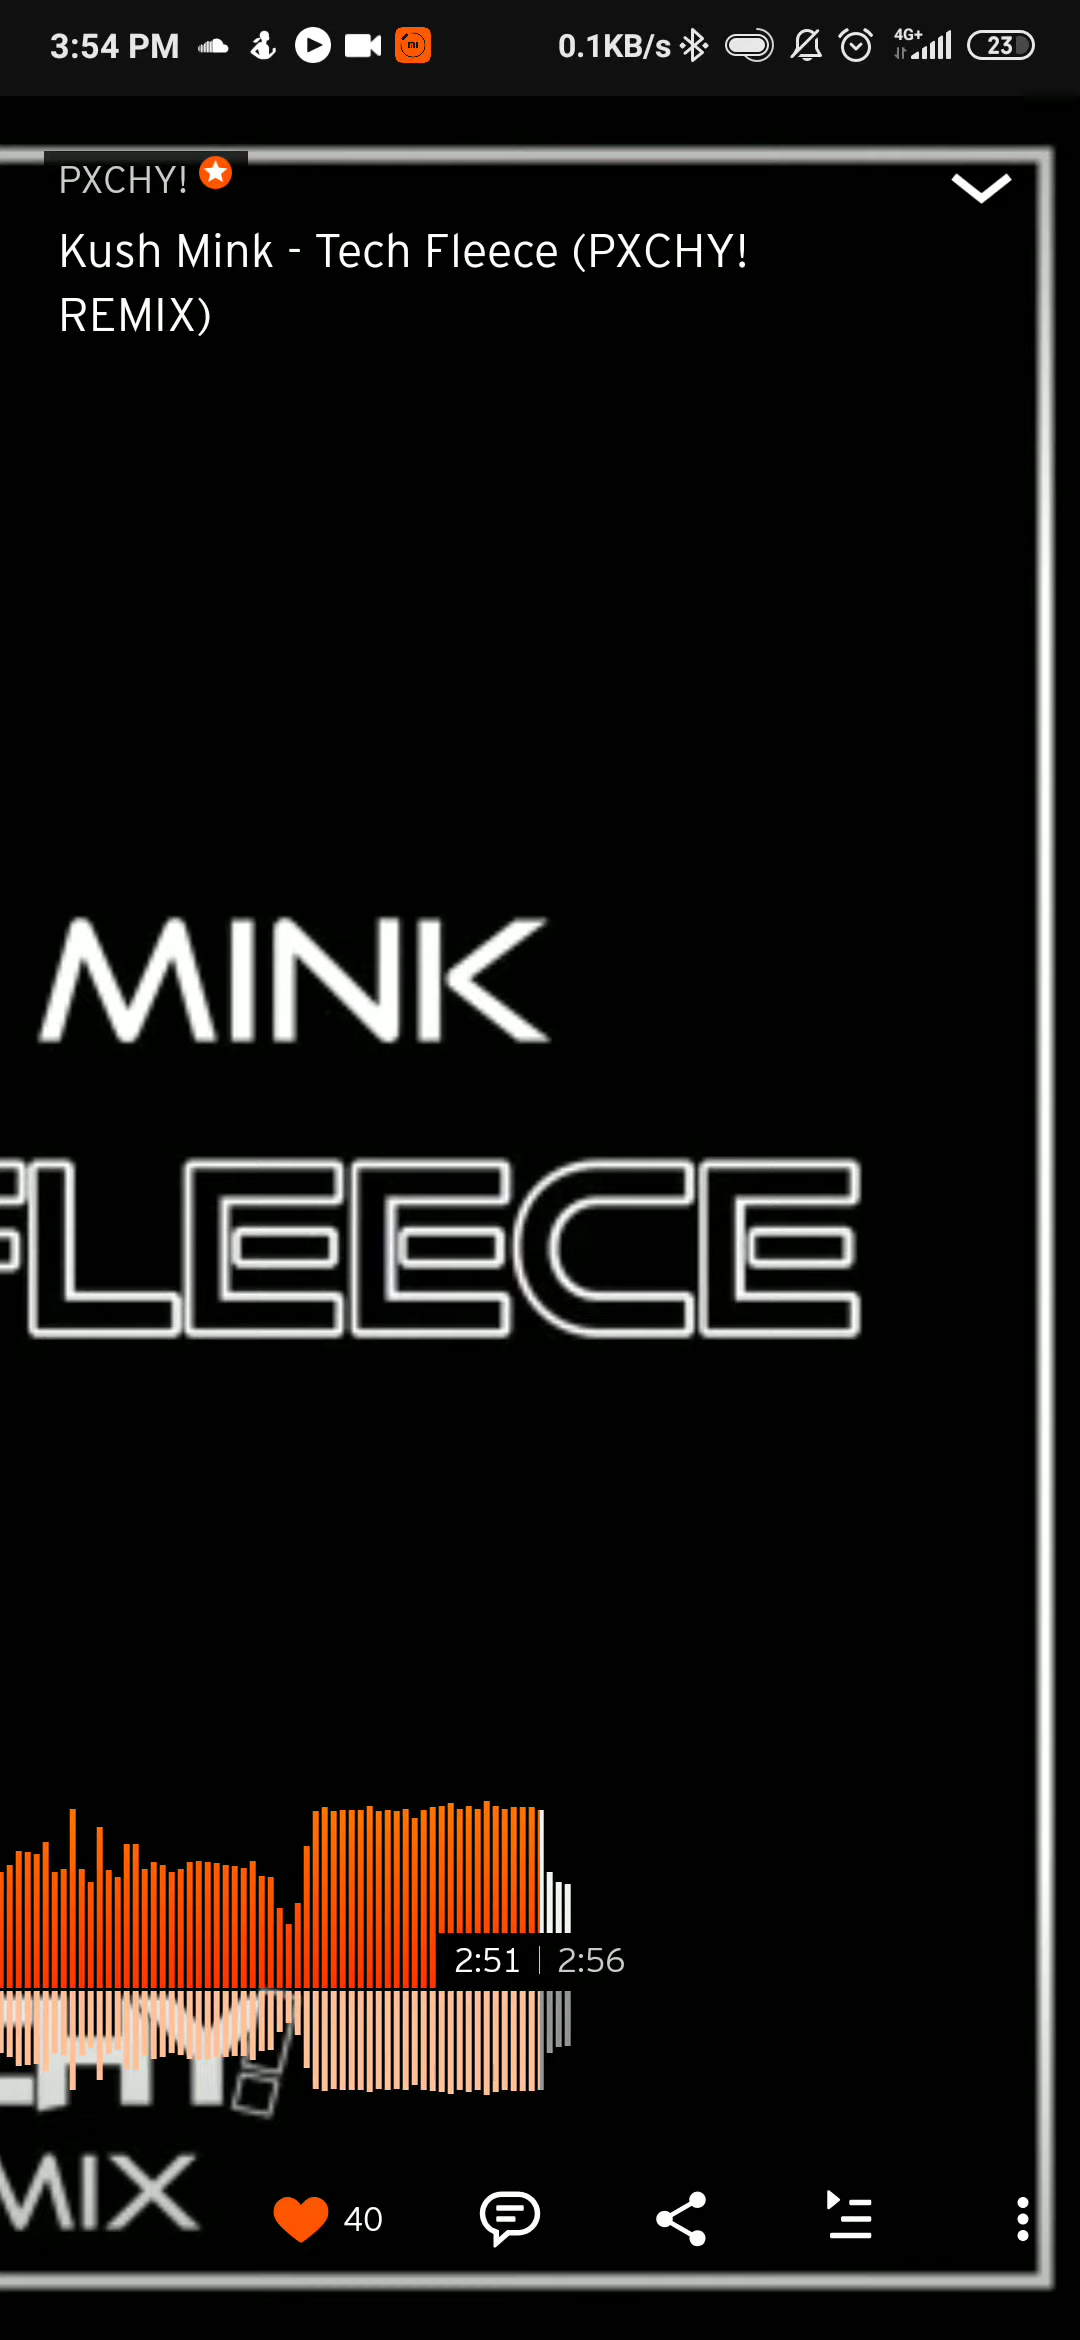 3:54 PM 0.1KB/s 4G+ 23
PXCHY!
Kush Mink - Tech Fleece (PXCHY!
REMIX)
MINK
FLEECE
2:51 | 2:56
MIX
40